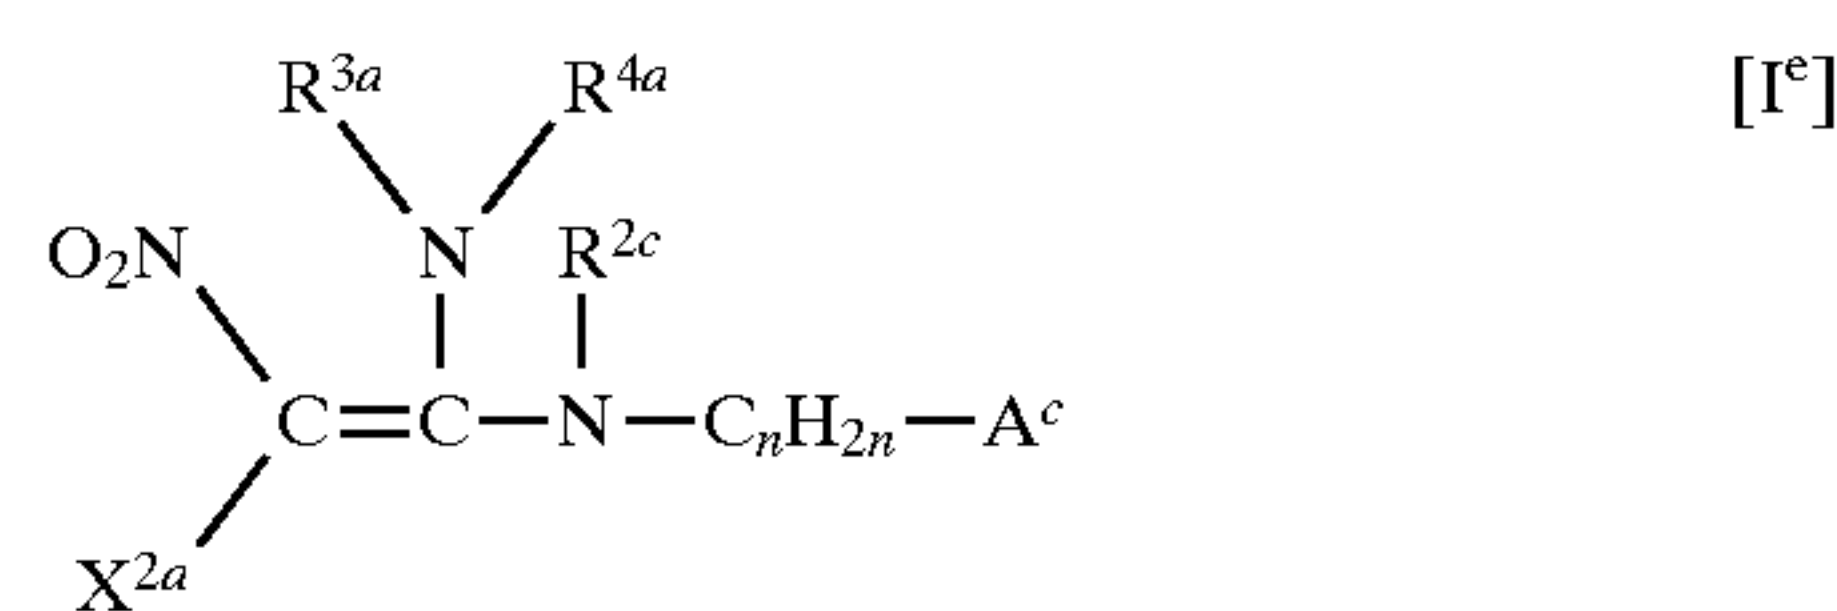 R³ᵃ R⁴ᵃ [Iᵉ]
O₂N N R²ᶜ
C=C—N—CₙH₂ₙ—Aᶜ
X²ᵃ